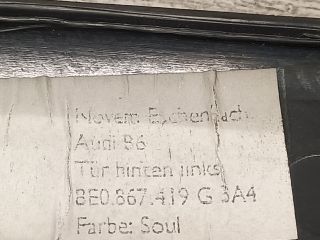 Novem Eschenbach
Audi B6
Tür hinten links
8E0.867.419 G 3A4
Farbe: Soul